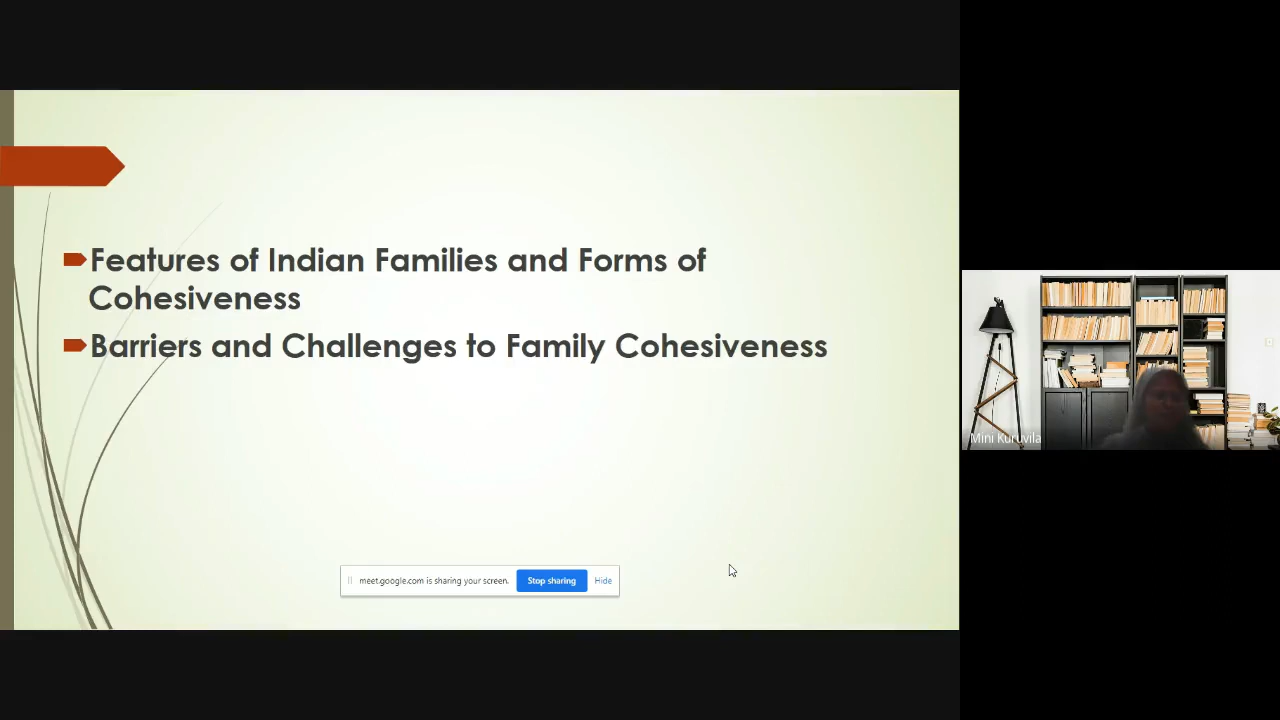 Features of Indian Families and Forms of
Cohesiveness
Barriers and Challenges to Family Cohesiveness
meet.google.com is sharing your screen.
Stop sharing
Hide
Mini Kuruvila